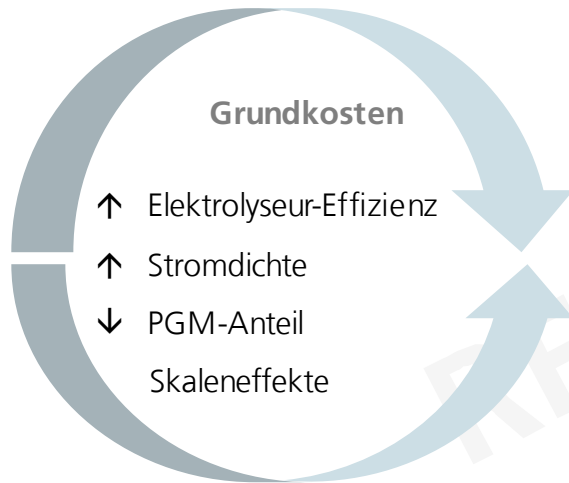 Grundkosten
↑ Elektrolyseur-Effizienz
↑ Stromdichte
↓ PGM-Anteil
Skaleneffekte